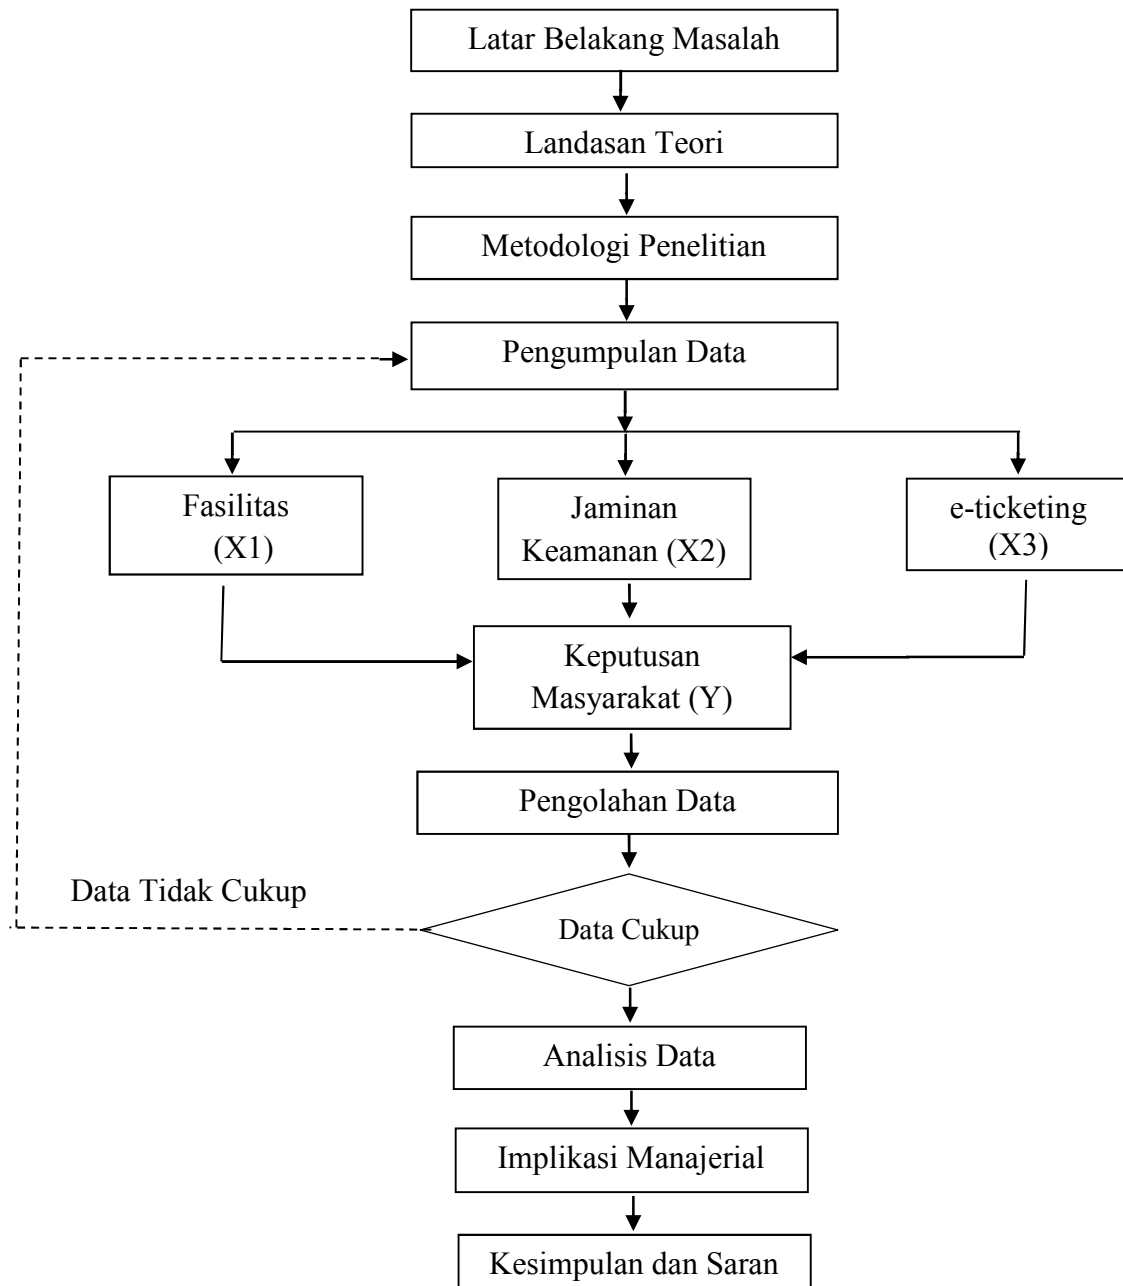 Latar Belakang Masalah
Landasan Teori
Metodologi Penelitian
Pengumpulan Data
Fasilitas
(X1)
Jaminan
Keamanan (X2)
e-ticketing
(X3)
Keputusan
Masyarakat (Y)
Pengolahan Data
Data Tidak Cukup
Data Cukup
Analisis Data
Implikasi Manajerial
Kesimpulan dan Saran